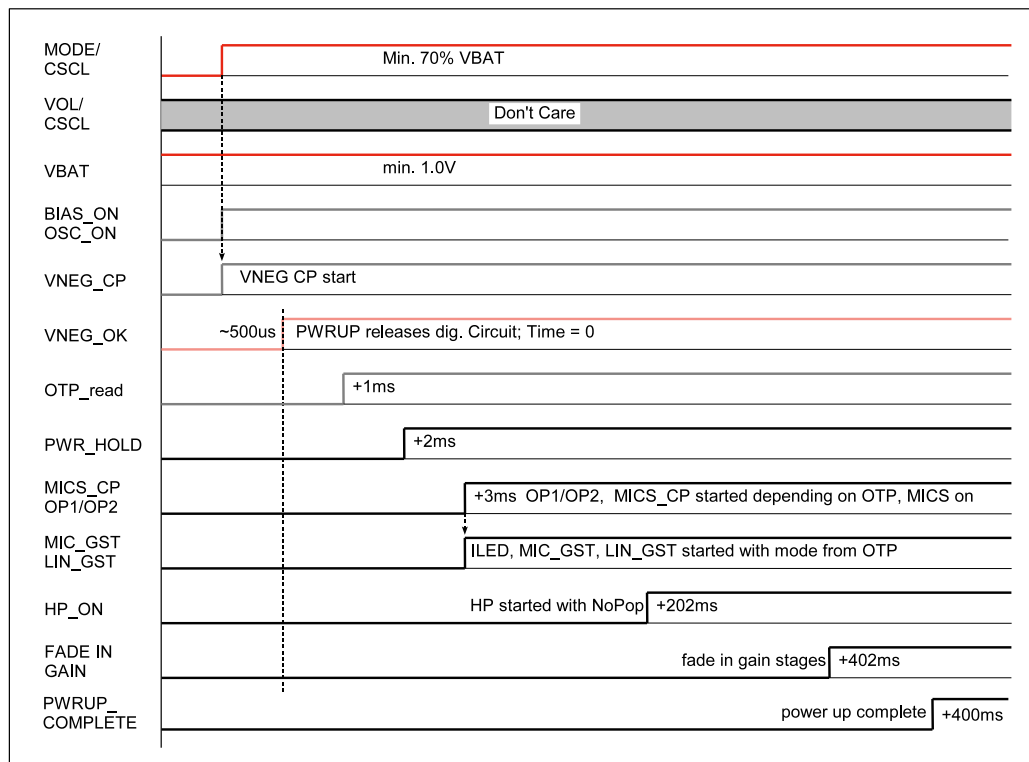 MODE/
CSCL
Min. 70% VBAT
VOL/
CSCL
Don't Care
VBAT
min. 1.0V
BIAS_ON
OSC_ON
VNEG_CP
VNEG CP start
VNEG_OK
~500us
PWRUP releases dig. Circuit; Time = 0
OTP_read
+1ms
PWR_HOLD
+2ms
MICS_CP
OP1/OP2
+3ms OP1/OP2, MICS_CP started depending on OTP, MICS on
MIC_GST
LIN_GST
ILED, MIC_GST, LIN_GST started with mode from OTP
HP_ON
HP started with NoPop
+202ms
FADE IN
GAIN
fade in gain stages
+402ms
PWRUP_
COMPLETE
power up complete
+400ms